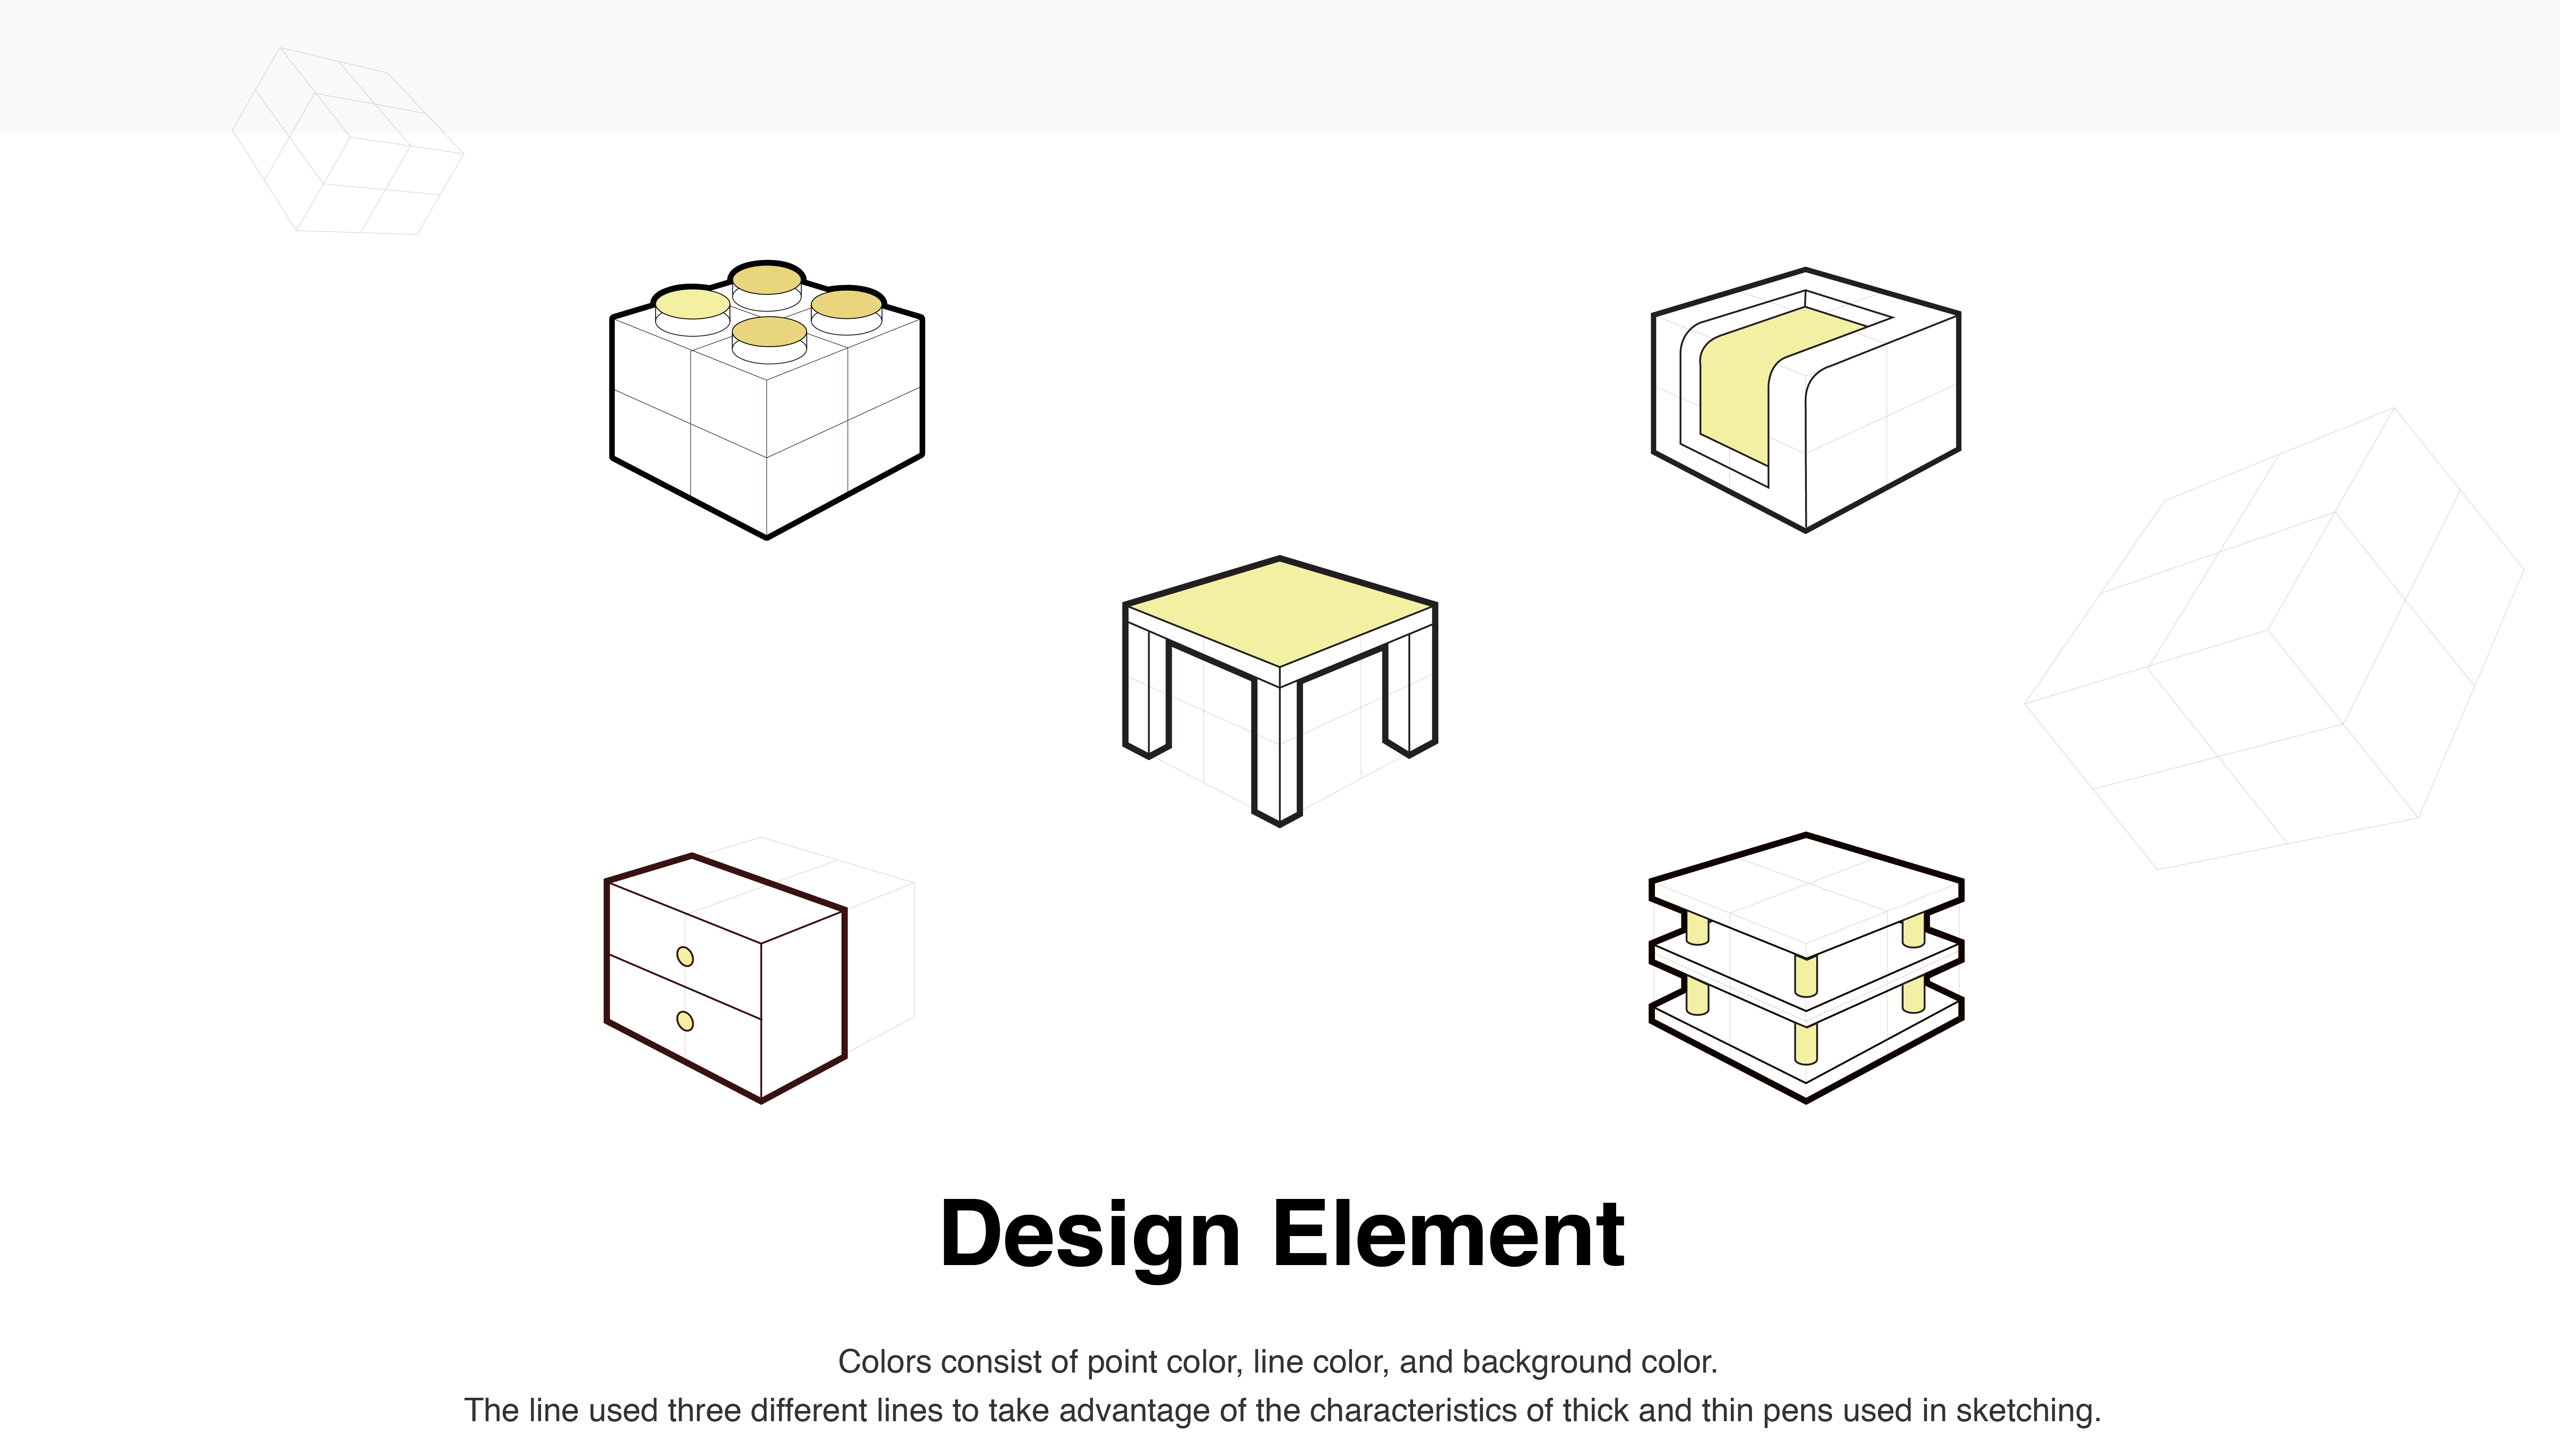 Design Element
Colors consist of point color, line color, and background color.
The line used three different lines to take advantage of the characteristics of thick and thin pens used in sketching.